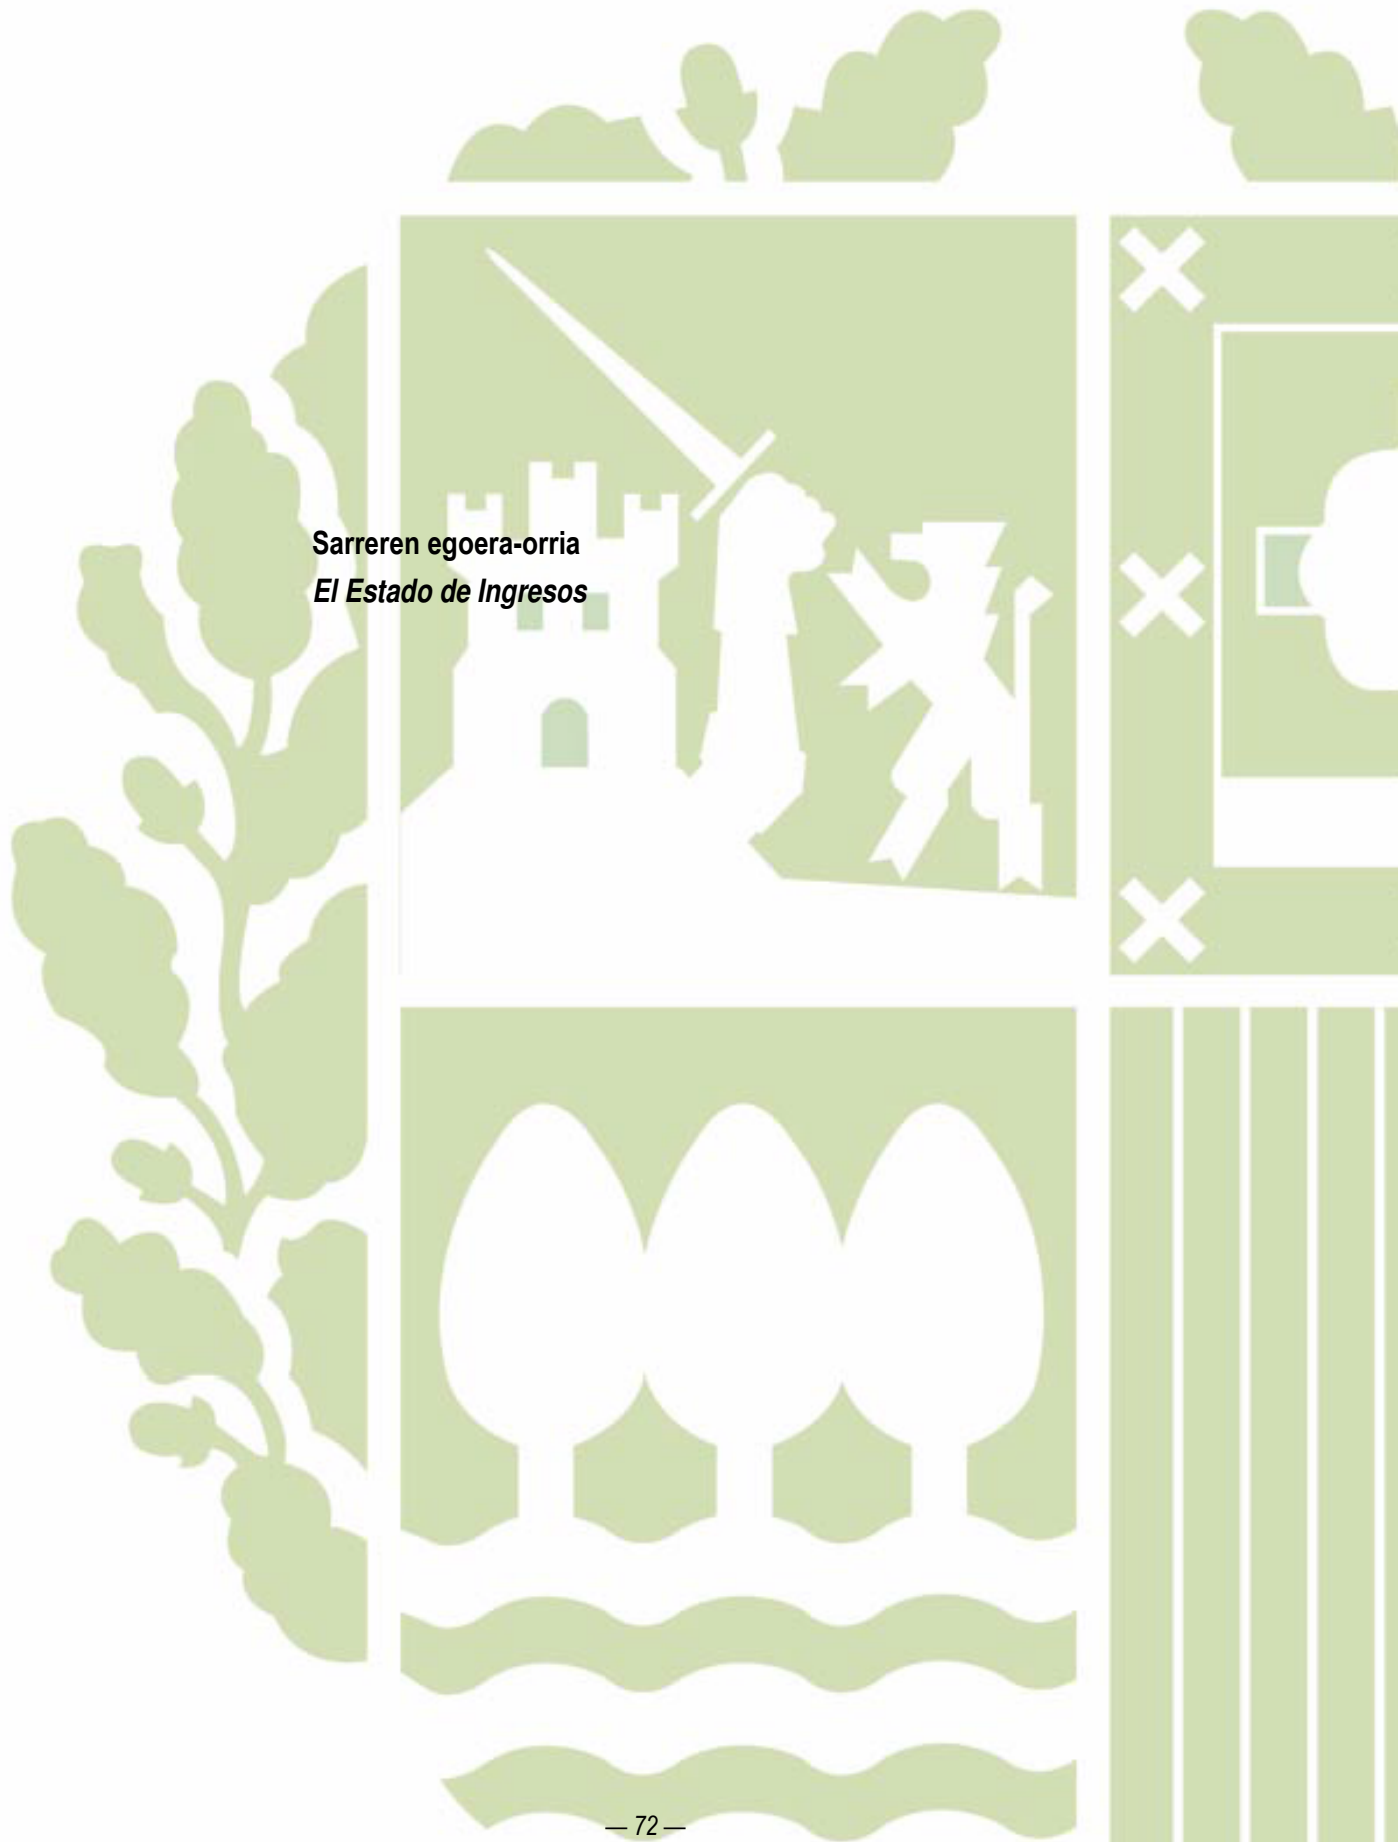 Sarreren egoera-orria
El Estado de Ingresos
— 72 —